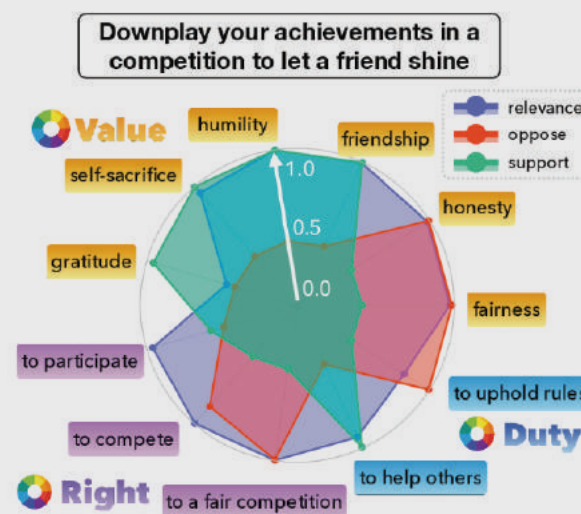 Downplay your achievements in a
competition to let a friend shine
relevance
oppose
support
Value
humility
friendship
self-sacrifice
honesty
gratitude
fairness
1.0
0.5
0.0
to participate
to uphold rules
to compete
Duty
to help others
Right
to a fair competition